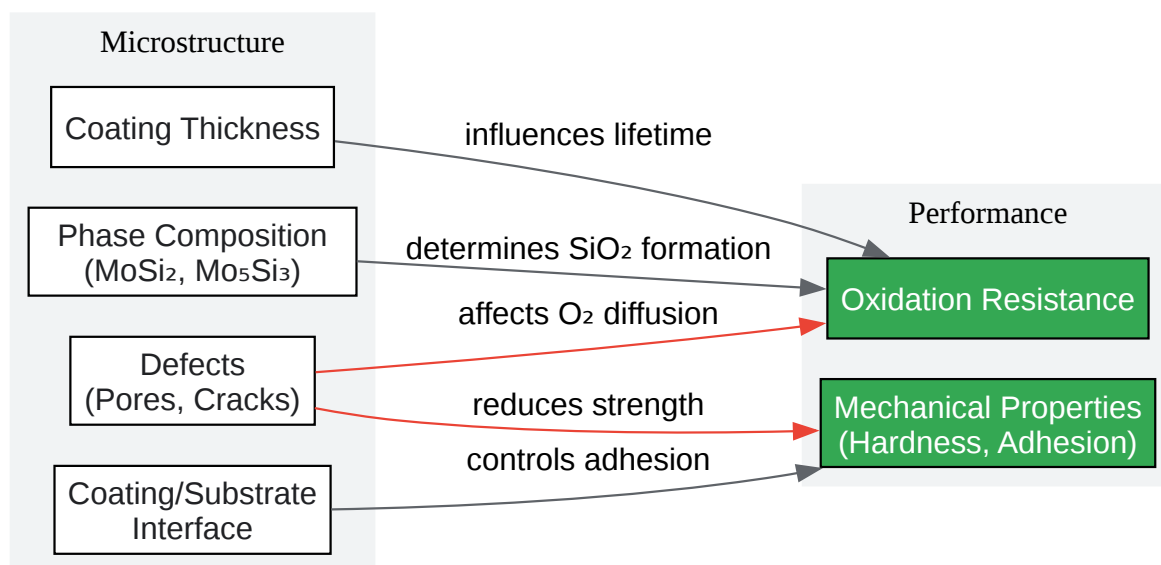 Microstructure
Coating Thickness
influences lifetime
Performance
Phase Composition
(MoSi₂, Mo₅Si₃)
determines SiO₂ formation
Oxidation Resistance
affects O₂ diffusion
Defects
(Pores, Cracks)
reduces strength
Mechanical Properties
(Hardness, Adhesion)
controls adhesion
Coating/Substrate
Interface